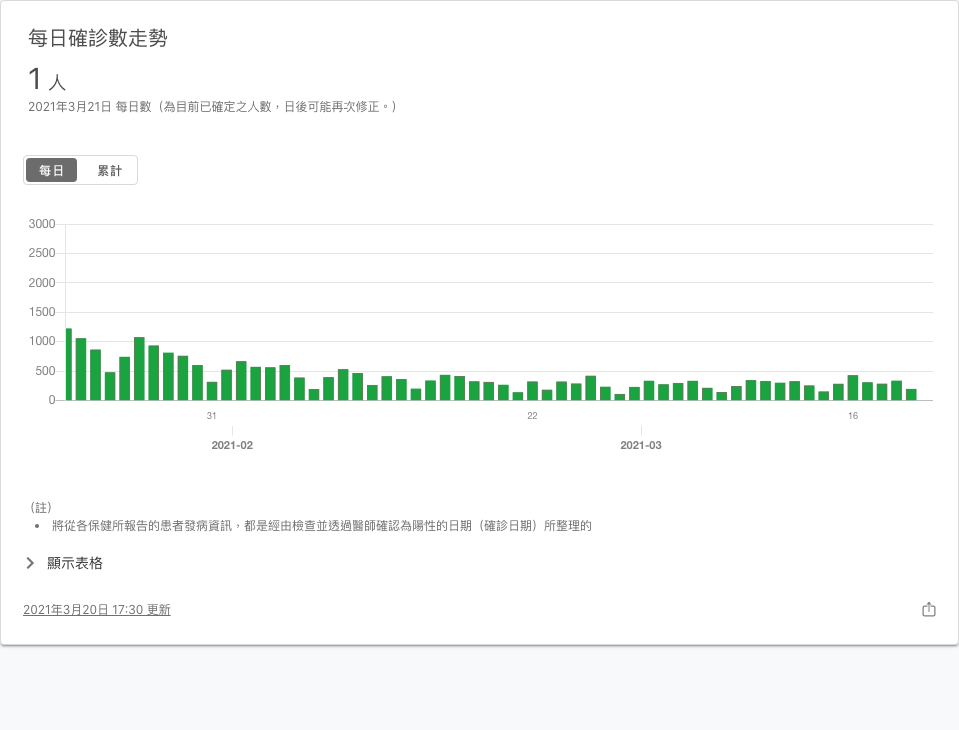 每日確診數走勢
1 人
2021年3月21日 每日數（為目前已確定之人數，日後可能再次修正。）
每日 累計
3000
2500
2000
1500
1000
500
0
31 22 16
2021-02 2021-03
（註）
• 將從各保健所報告的患者發病資訊，都是經由檢查並透過醫師確認為陽性的日期（確診日期）所整理的
顯示表格
2021年3月20日 17:30 更新